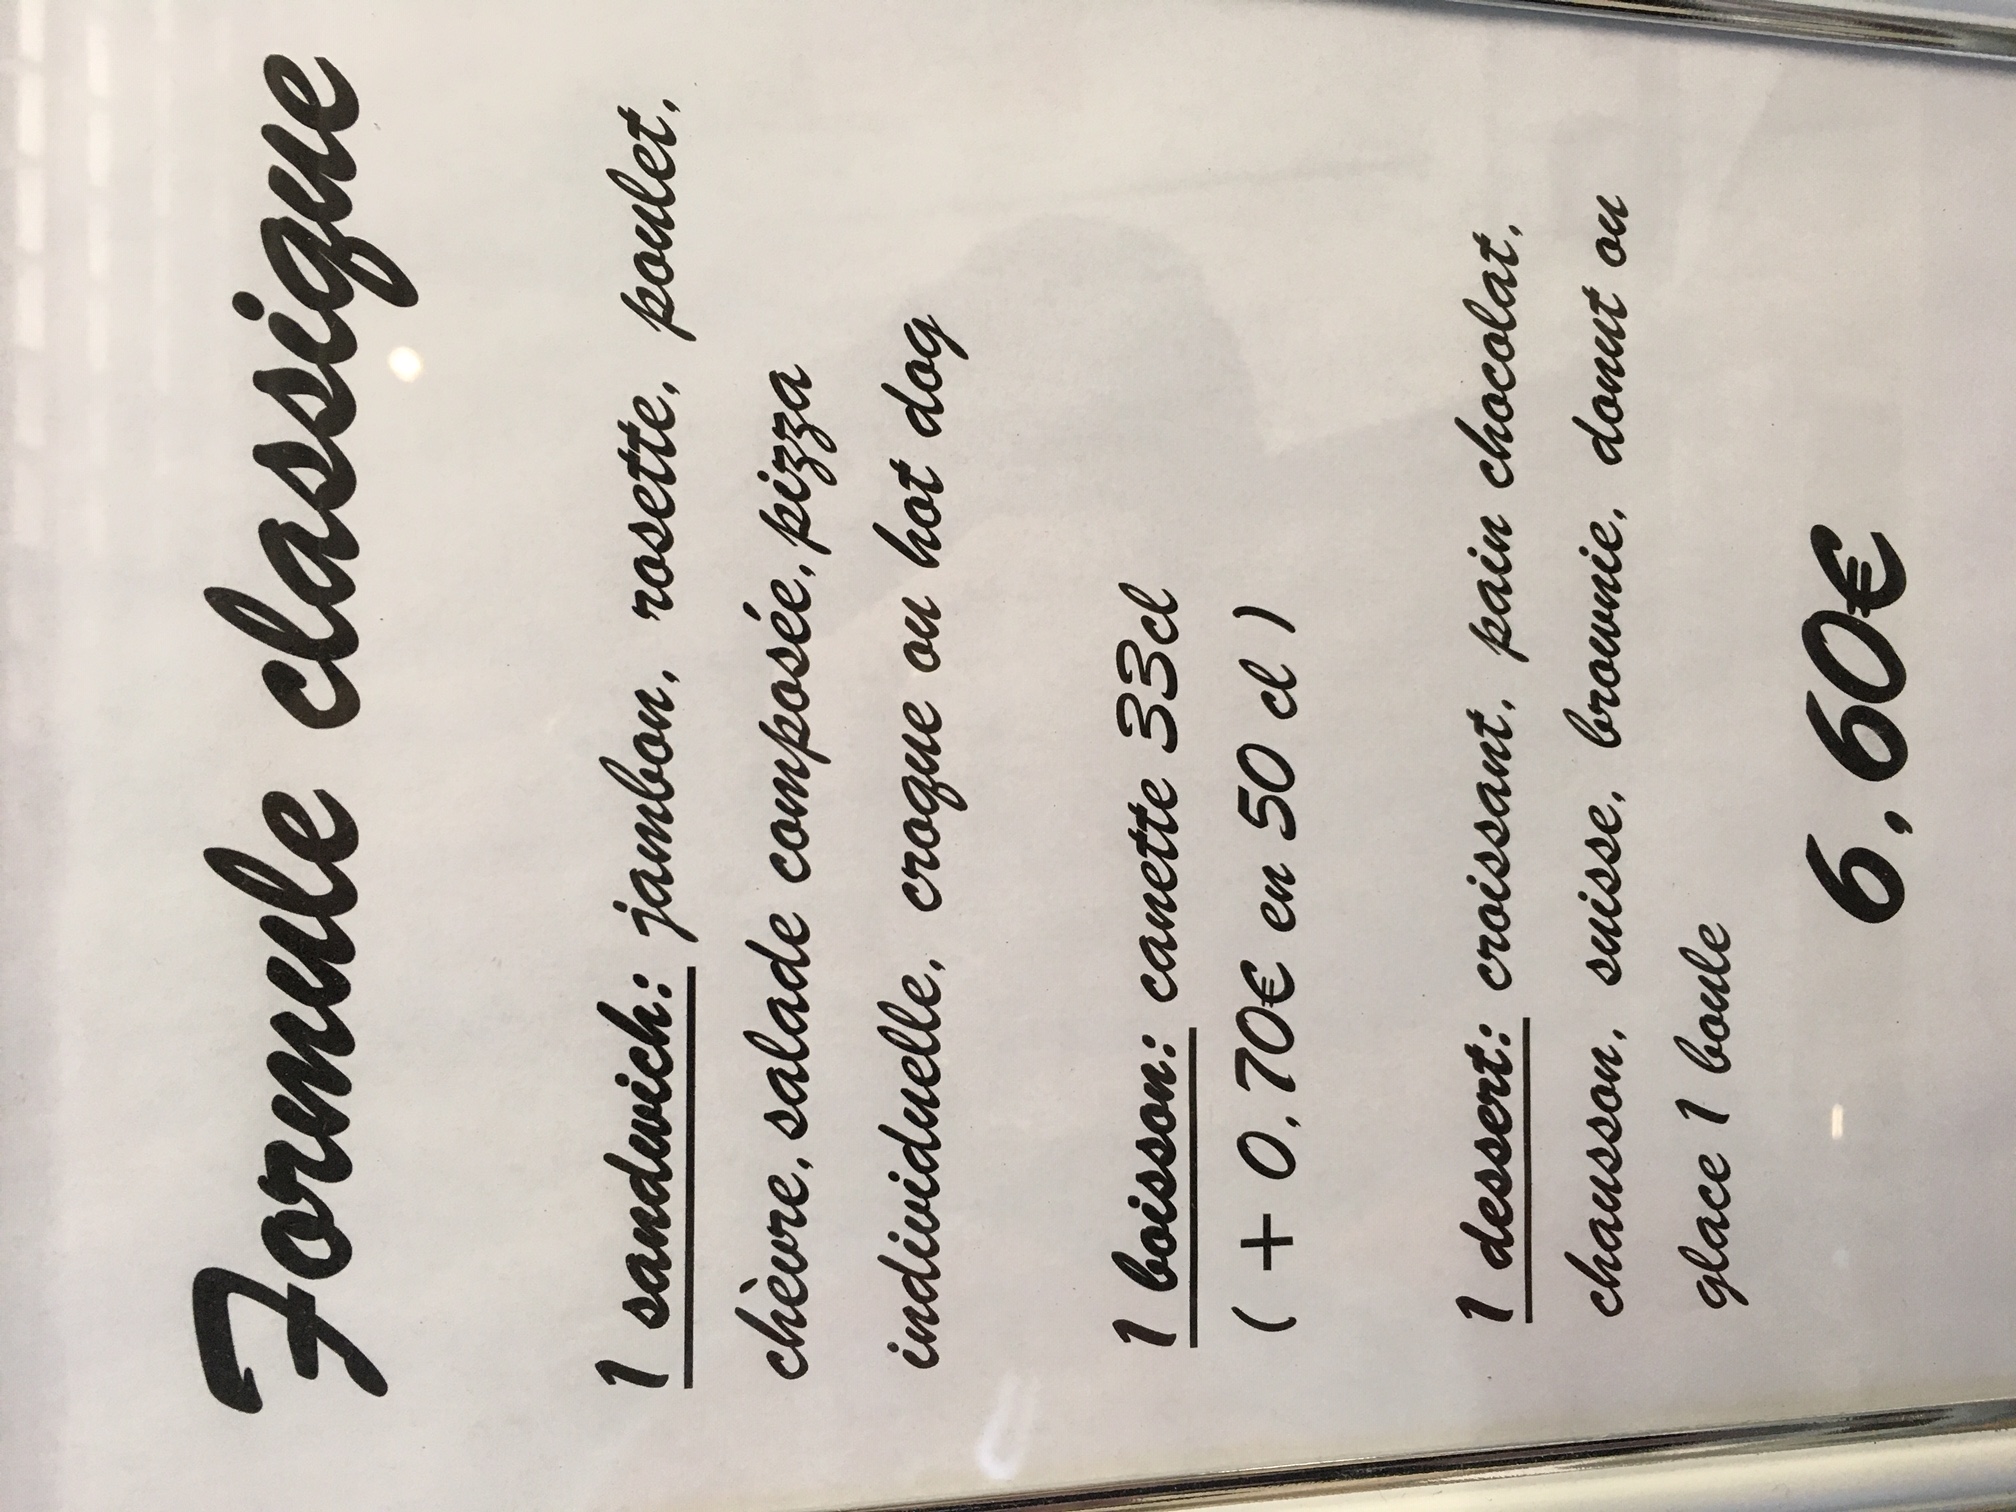 Formule classique
1 sandwich: jambon, rosette, poulet,
chèvre, salade composée, pizza
individuelle, croque ou hot dog
1 boisson: canette 33cl
( + 0,70€ en 50 cl )
1 dessert: croissant, pain chocolat,
chausson, suisse, brownie, donut ou
glace 1 boule
6,60€